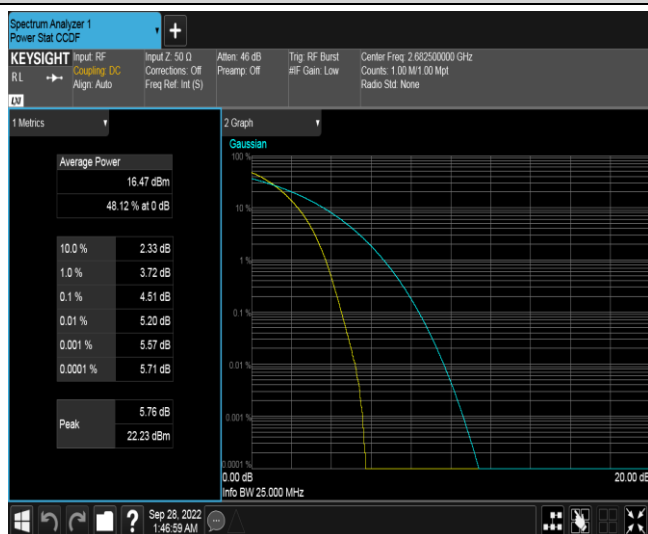 Spectrum Analyzer 1
Power Stat CCDF
+
KEYSIGHT
RL
LXI
Input: RF
Coupling: DC
Align: Auto
Input Z: 50 Ω
Corrections: Off
Freq Ref: Int (S)
Atten: 46 dB
Preamp: Off
Trig: RF Burst
#IF Gain: Low
Center Freq: 2.682500000 GHz
Counts: 1.00 M/1.00 Mpt
Radio Std: None
1 Metrics
Average Power
16.47 dBm
48.12 % at 0 dB
10.0 % 2.33 dB
1.0 % 3.72 dB
0.1 % 4.51 dB
0.01 % 5.20 dB
0.001 % 5.57 dB
0.0001 % 5.71 dB
Peak
5.76 dB
22.23 dBm
2 Graph
Gaussian
100 %
10 %
1 %
0.1 %
0.01 %
0.001 %
0.0001 %
0.00 dB 20.00 dB
Info BW 25.000 MHz
?
Sep 28, 2022
1:46:59 AM